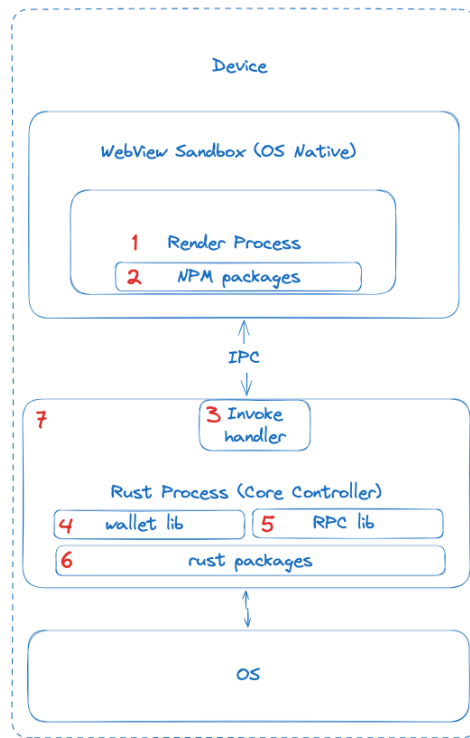 Device
WebView Sandbox (OS Native)
1 Render Process
2 NPM packages
IPC
7
3 Invoke
handler
Rust Process (Core Controller)
4 wallet lib
5 RPC lib
6 rust packages
OS